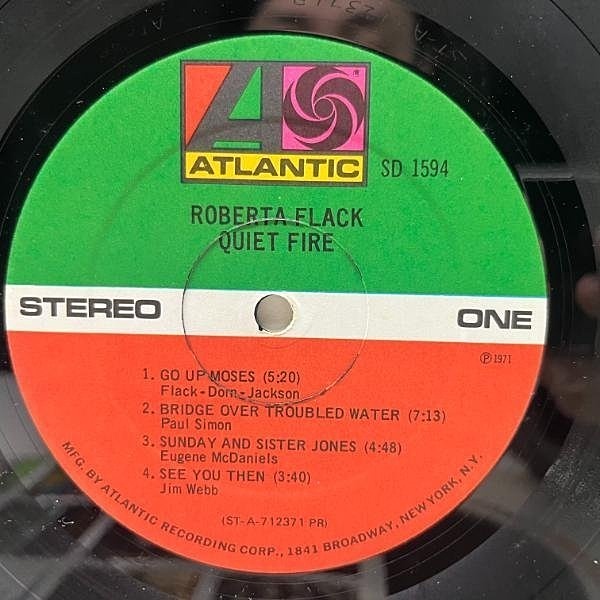 ATLANTIC
SD 1594
ROBERTA FLACK
QUIET FIRE
STEREO
ONE
Ⓟ1971
1. GO UP MOSES (5:20)
Flack-Dorn-Jackson
2. BRIDGE OVER TROUBLED WATER (7:13)
Paul Simon
3. SUNDAY AND SISTER JONES (4:48)
Eugene McDaniels
4. SEE YOU THEN (3:40)
Jim Webb
(ST-A-712371 PR)
MFG. BY ATLANTIC RECORDING CORP., 1841 BROADWAY, NEW YORK, N.Y.